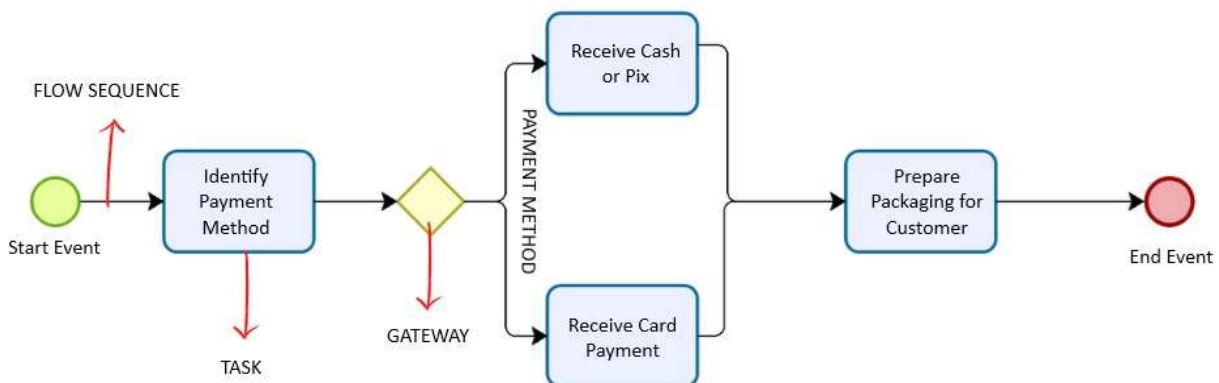 FLOW SEQUENCE
Start Event
Identify
Payment
Method
TASK
GATEWAY
PAYMENT METHOD
Receive Cash
or Pix
Receive Card
Payment
Prepare
Packaging for
Customer
End Event